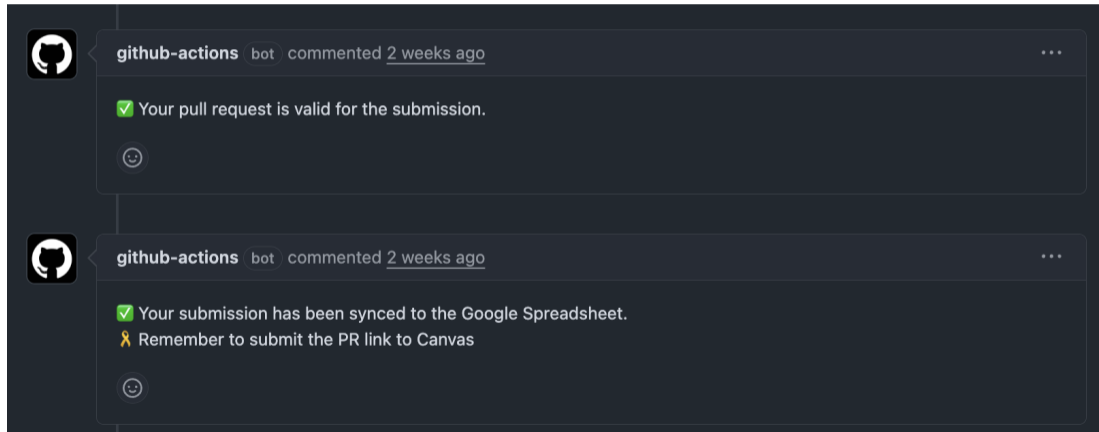 github-actions bot commented 2 weeks ago
✅ Your pull request is valid for the submission.
github-actions bot commented 2 weeks ago
✅ Your submission has been synced to the Google Spreadsheet.
🎗 Remember to submit the PR link to Canvas